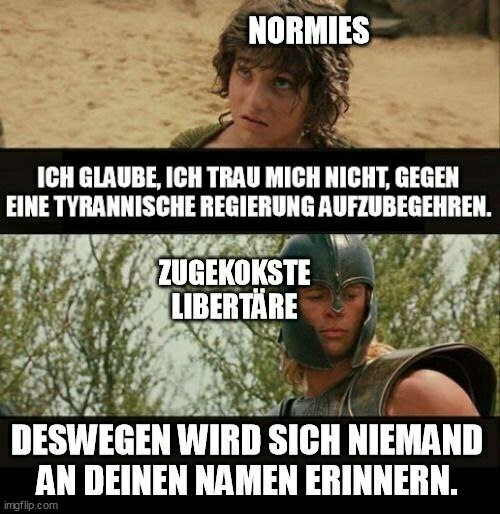 NORMIES
ICH GLAUBE, ICH TRAU MICH NICHT, GEGEN
EINE TYRANNISCHE REGIERUNG AUFZUBEGEHREN.
ZUGEKOKSTE
LIBERTÄRE
DESWEGEN WIRD SICH NIEMAND
AN DEINEN NAMEN ERINNERN.
imgflip.com